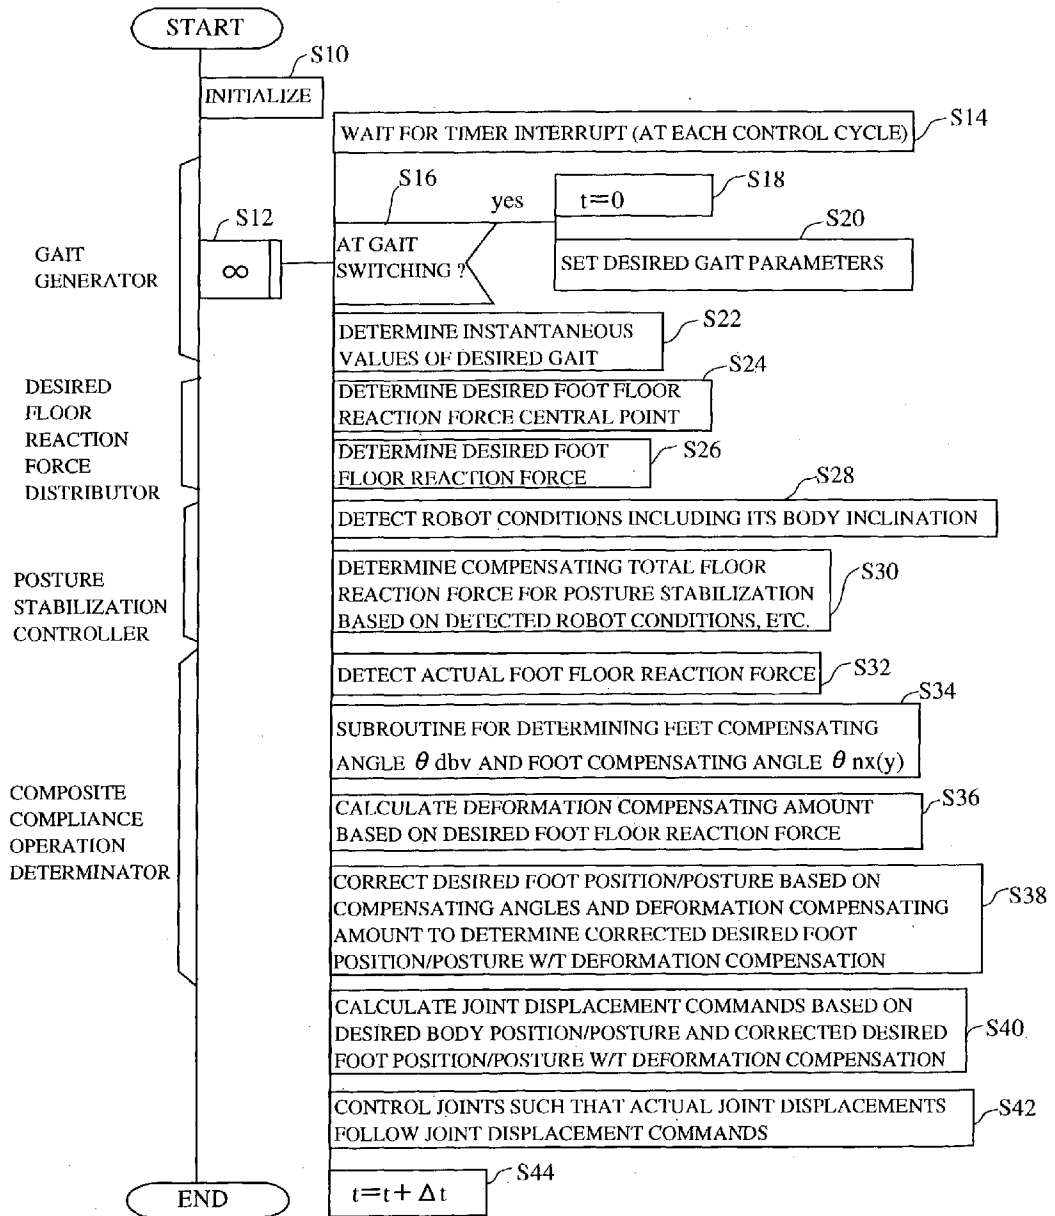 START
S10
INITIALIZE
WAIT FOR TIMER INTERRUPT (AT EACH CONTROL CYCLE)
S14
S16
yes
t=0
S18
S12
∞
AT GAIT
SWITCHING ?
S20
SET DESIRED GAIT PARAMETERS
GAIT
GENERATOR
DETERMINE INSTANTANEOUS
VALUES OF DESIRED GAIT
S22
DESIRED
FLOOR
REACTION
FORCE
DISTRIBUTOR
DETERMINE DESIRED FOOT FLOOR
REACTION FORCE CENTRAL POINT
S24
DETERMINE DESIRED FOOT
FLOOR REACTION FORCE
S26
S28
DETECT ROBOT CONDITIONS INCLUDING ITS BODY INCLINATION
POSTURE
STABILIZATION
CONTROLLER
DETERMINE COMPENSATING TOTAL FLOOR
REACTION FORCE FOR POSTURE STABILIZATION
BASED ON DETECTED ROBOT CONDITIONS, ETC.
S30
DETECT ACTUAL FOOT FLOOR REACTION FORCE
S32
S34
SUBROUTINE FOR DETERMINING FEET COMPENSATING
ANGLE θ dbv AND FOOT COMPENSATING ANGLE θ nx(y)
COMPOSITE
COMPLIANCE
OPERATION
DETERMINATOR
CALCULATE DEFORMATION COMPENSATING AMOUNT
BASED ON DESIRED FOOT FLOOR REACTION FORCE
S36
CORRECT DESIRED FOOT POSITION/POSTURE BASED ON
COMPENSATING ANGLES AND DEFORMATION COMPENSATING
AMOUNT TO DETERMINE CORRECTED DESIRED FOOT
POSITION/POSTURE W/T DEFORMATION COMPENSATION
S38
CALCULATE JOINT DISPLACEMENT COMMANDS BASED ON
DESIRED BODY POSITION/POSTURE AND CORRECTED DESIRED
FOOT POSITION/POSTURE W/T DEFORMATION COMPENSATION
S40
CONTROL JOINTS SUCH THAT ACTUAL JOINT DISPLACEMENTS
FOLLOW JOINT DISPLACEMENT COMMANDS
S42
S44
t=t+ Δt
END